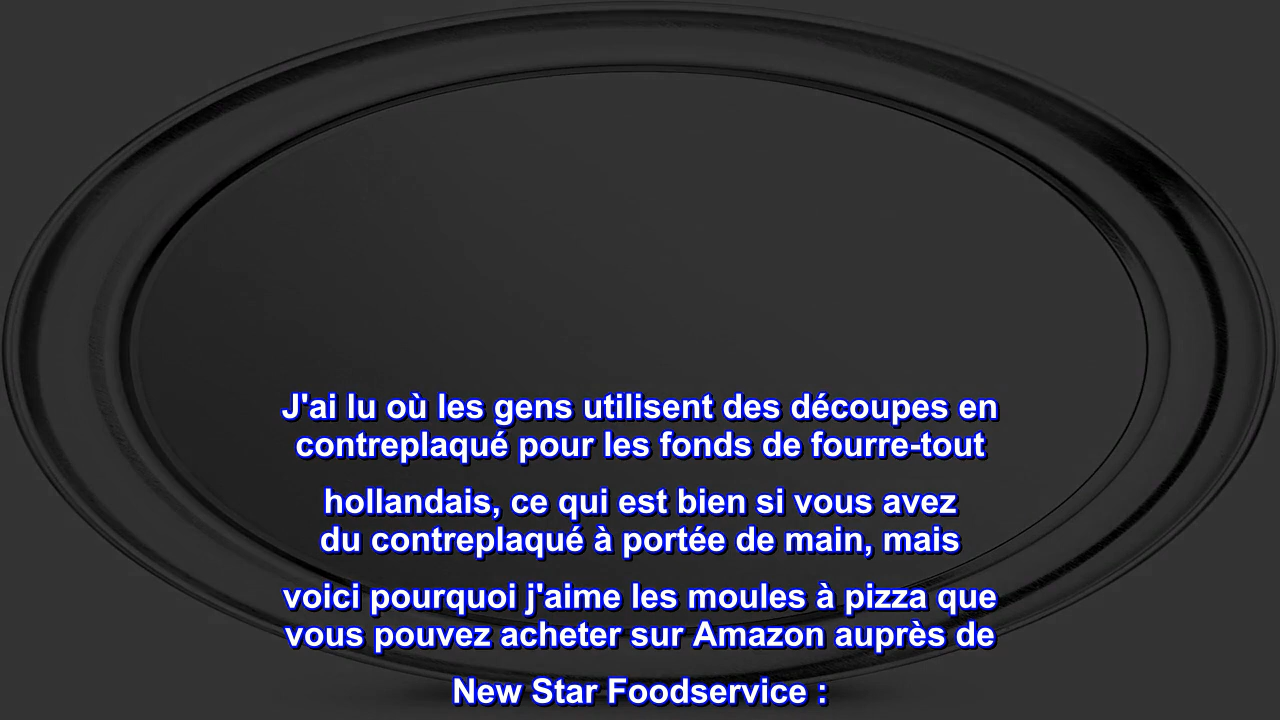 J'ai lu où les gens utilisent des découpes en
contreplaqué pour les fonds de fourre-tout
hollandais, ce qui est bien si vous avez
du contreplaqué à portée de main, mais
voici pourquoi j'aime les moules à pizza que
vous pouvez acheter sur Amazon auprès de
New Star Foodservice :